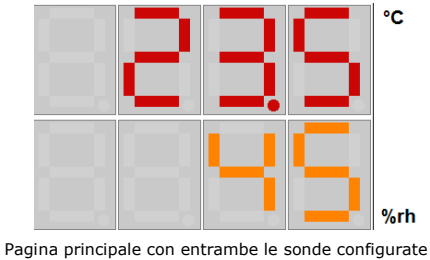 23.5 °C
45 %rh
Pagina principale con entrambe le sonde configurate